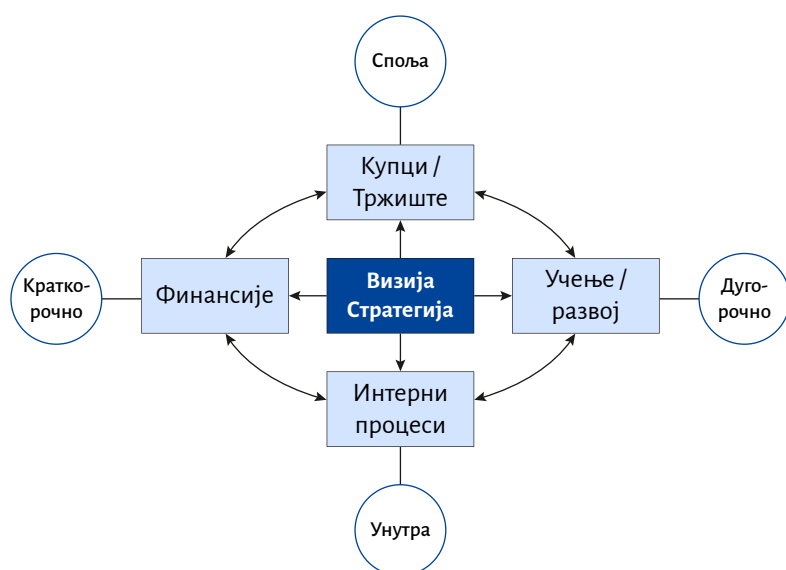 Споља
Купци /
Тржиште
Кратко-
рочно
Финансије
Визија
Стратегија
Учење /
развој
Дуго-
рочно
Интерни
процеси
Унутра